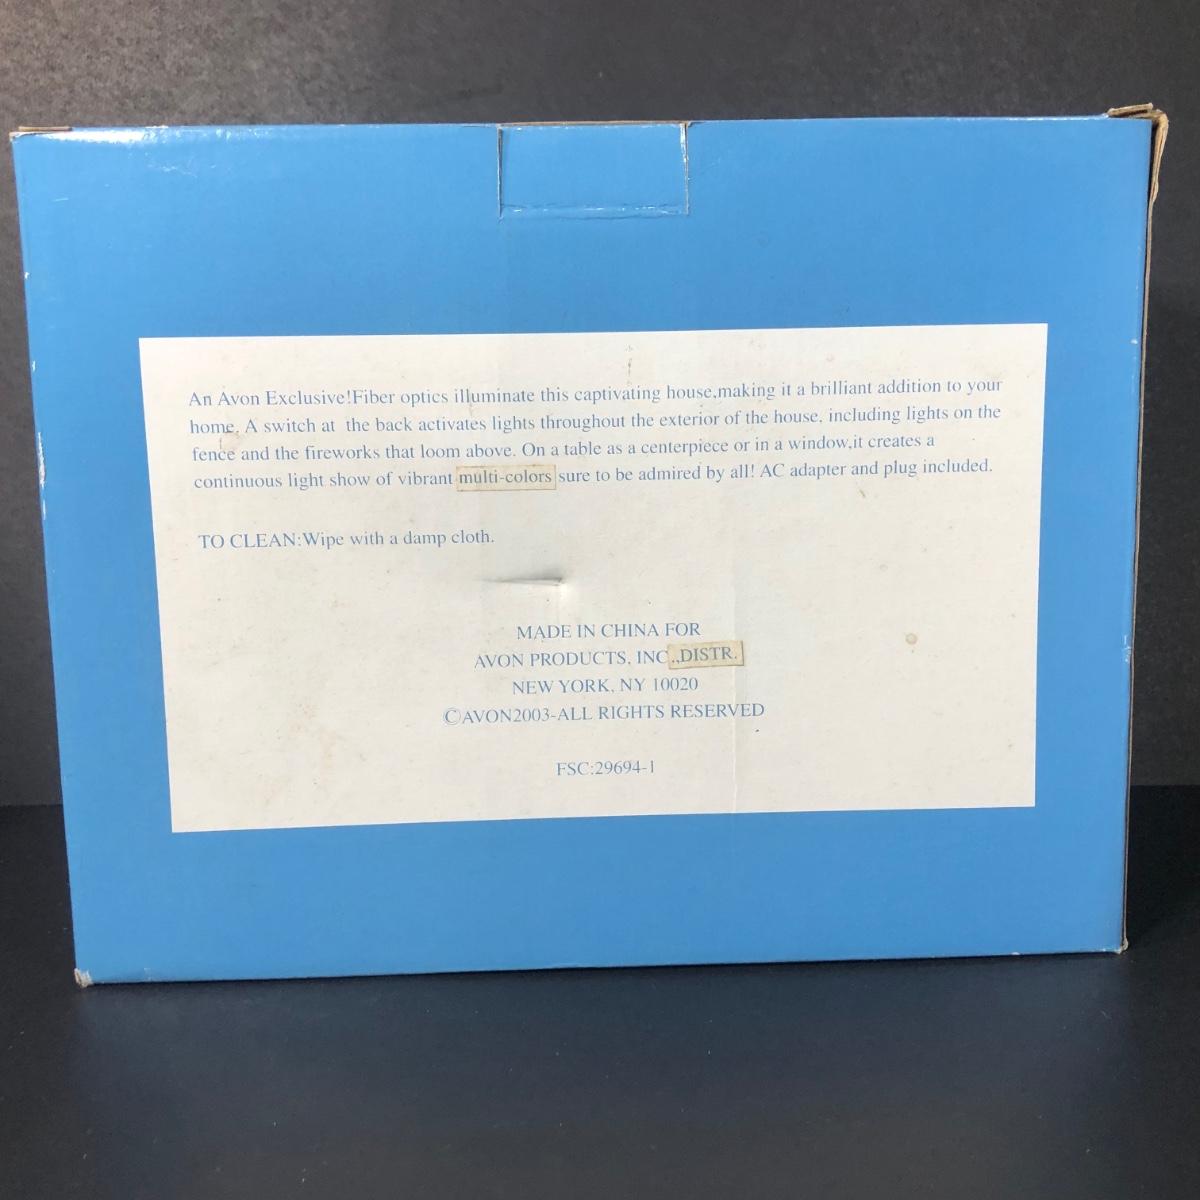 An Avon Exclusive!Fiber optics illuminate this captivating house,making it a brilliant addition to your
home. A switch at the back activates lights throughout the exterior of the house, including lights on the
fence and the fireworks that loom above. On a table as a centerpiece or in a window,it creates a
continuous light show of vibrant multi-colors sure to be admired by all! AC adapter and plug included.
TO CLEAN:Wipe with a damp cloth.
MADE IN CHINA FOR
AVON PRODUCTS, INC.,DISTR.
NEW YORK, NY 10020
©AVON2003-ALL RIGHTS RESERVED
FSC:29694-1